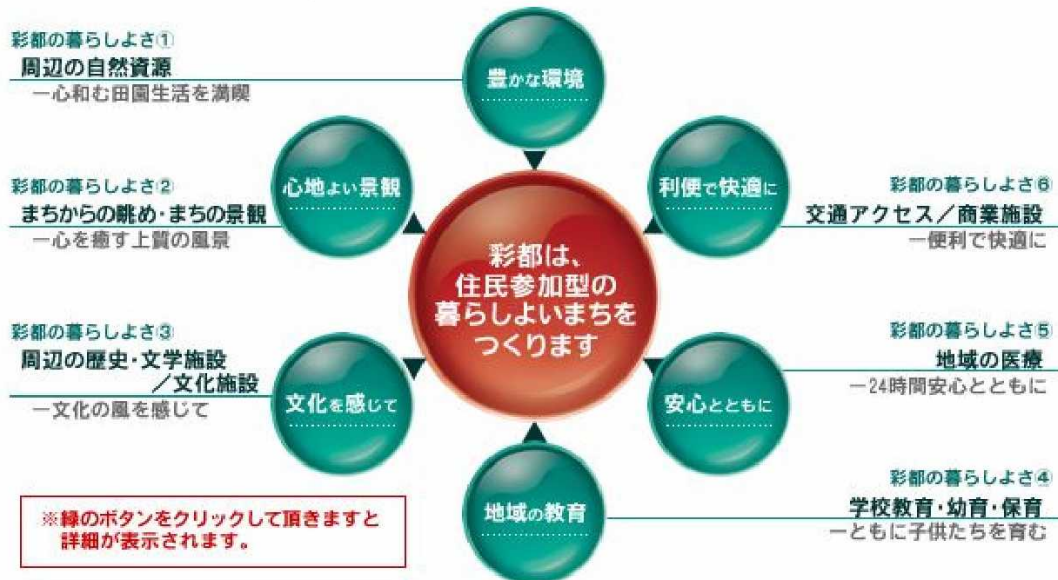 彩都の暮らしよさ①
周辺の自然資源
―心和む田園生活を満喫
豊かな環境
彩都の暮らしよさ②
まちからの眺め・まちの景観
―心を癒す上質の風景
心地よい景観
彩都の暮らしよさ③
周辺の歴史・文学施設
／文化施設
―文化の風を感じて
文化を感じて
彩都は、
住民参加型の
暮らしよいまちを
つくります
利便で快適に
彩都の暮らしよさ⑥
交通アクセス／商業施設
―便利で快適に
安心とともに
彩都の暮らしよさ⑤
地域の医療
―24時間安心とともに
地域の教育
彩都の暮らしよさ④
学校教育・幼育・保育
―ともに子供たちを育む
※緑のボタンをクリックして頂きますと
詳細が表示されます。